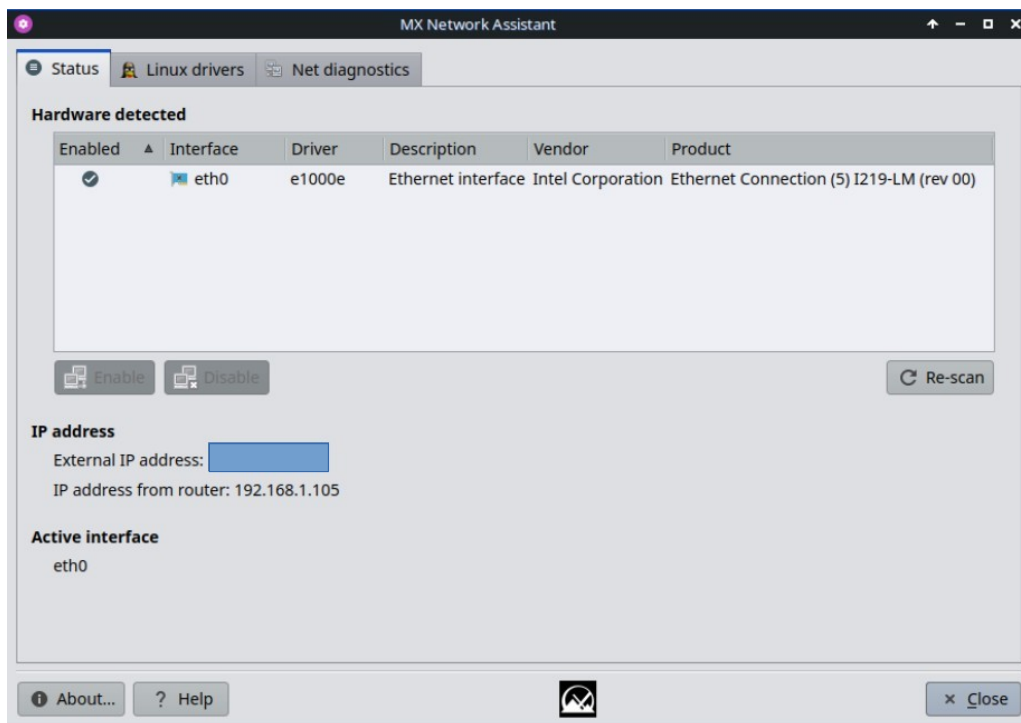 MX Network Assistant
Status Linux drivers Net diagnostics
Hardware detected
Enabled Interface Driver Description Vendor Product
eth0 e1000e Ethernet interface Intel Corporation Ethernet Connection (5) I219-LM (rev 00)
Enable Disable Re-scan
IP address
External IP address:
IP address from router: 192.168.1.105
Active interface
eth0
About... ? Help Close